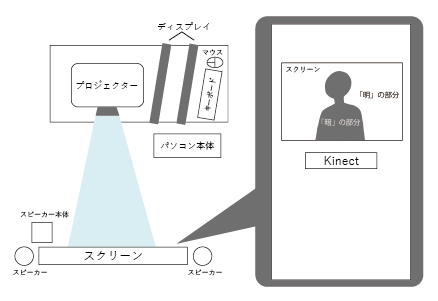 ディスプレイ
マウス
プロジェクター
キーボード
パソコン本体
スピーカー本体
スクリーン
スピーカー
スピーカー
スクリーン
「明」の部分
「暗」の部分
Kinect